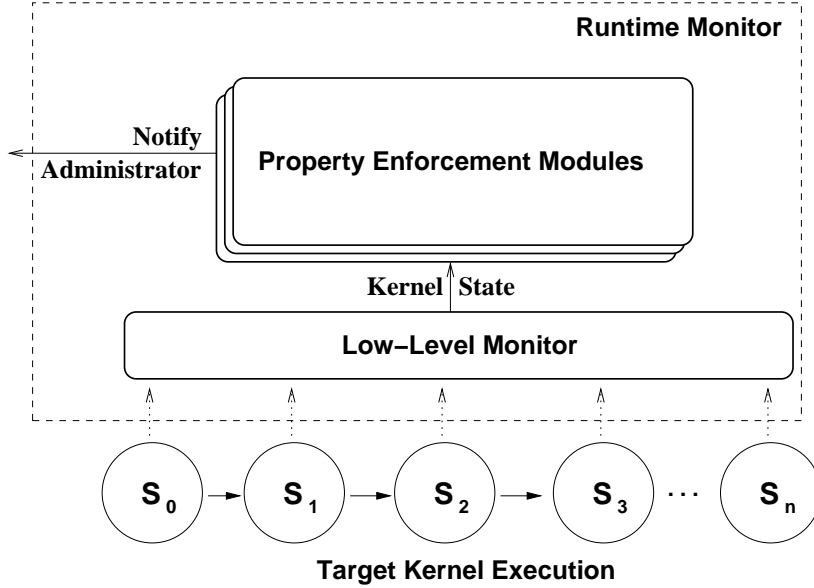 Runtime Monitor
Notify
Administrator
Property Enforcement Modules
Kernel State
Low–Level Monitor
S0 S1 S2 S3 ... Sn
Target Kernel Execution